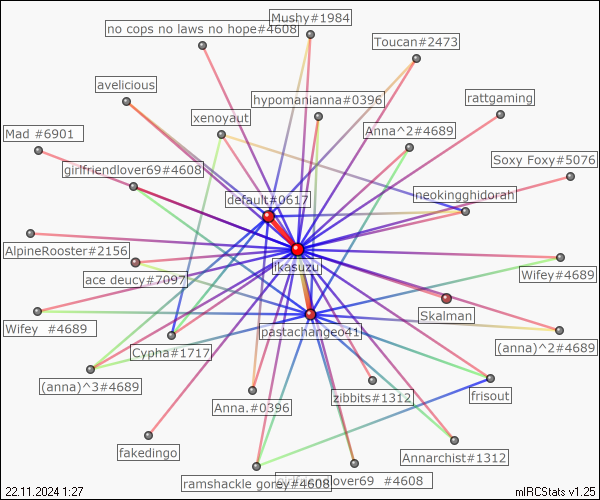 no cops no laws no hope#4608
Mushy#1984
Toucan#2473
avelicious
hypomanianna#0396
rattgaming
xenoyaut
Anna^2#4689
Mad #6901
Soxy Foxy#5076
girlfriendlover69#4608
neokingghidorah
default#0617
AlpineRooster#2156
ikasuzu
ace deucy#7097
Wifey#4689
Skalman
Wifey #4689
pastachangeo41
(anna)^2#4689
Cypha#1717
(anna)^3#4689
zibbits#1312
frisout
Anna.#0396
fakedingo
Annarchist#1312
ramshackle gorey#4608
girlfriendlover69 #4608
22.11.2024 1:27
mIRCStats v1.25